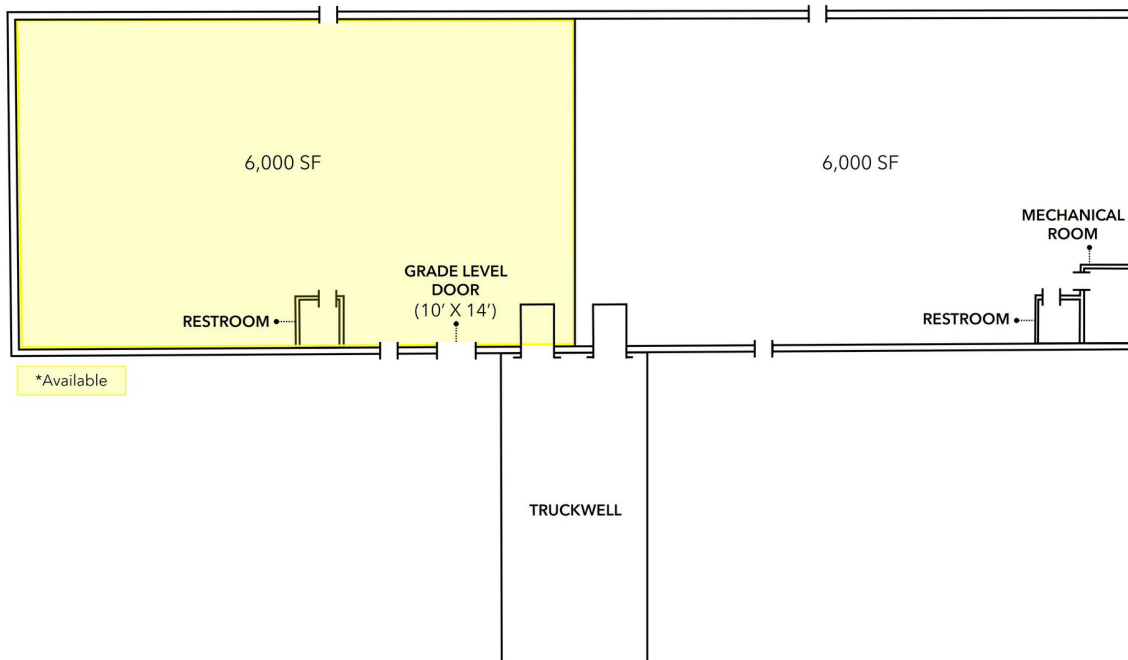 6,000 SF
6,000 SF
MECHANICAL
ROOM
GRADE LEVEL
DOOR
(10’ X 14’)
RESTROOM
RESTROOM
*Available
TRUCKWELL